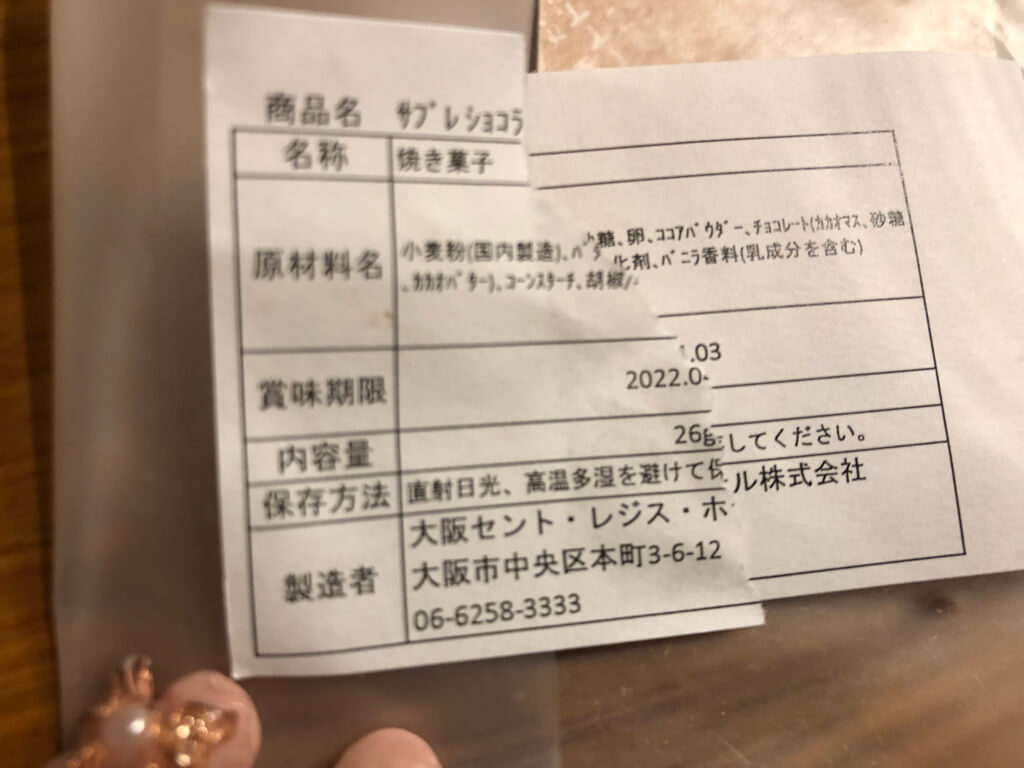 商品名 サブレショコラ
名称 焼き菓子
原材料名 小麦粉(国内製造)、バタ 糖、卵、ココアパウダー、チョコレート(カカオマス、砂糖
、カカオバター)、コーンスターチ、胡椒/ 化剤、バニラ香料(乳成分を含む)
賞味期限 2022.0 .03
内容量 26g
保存方法 直射日光、高温多湿を避けて してください。
製造者 大阪セント・レジス・ホ ル株式会社
大阪市中央区本町3-6-12
06-6258-3333